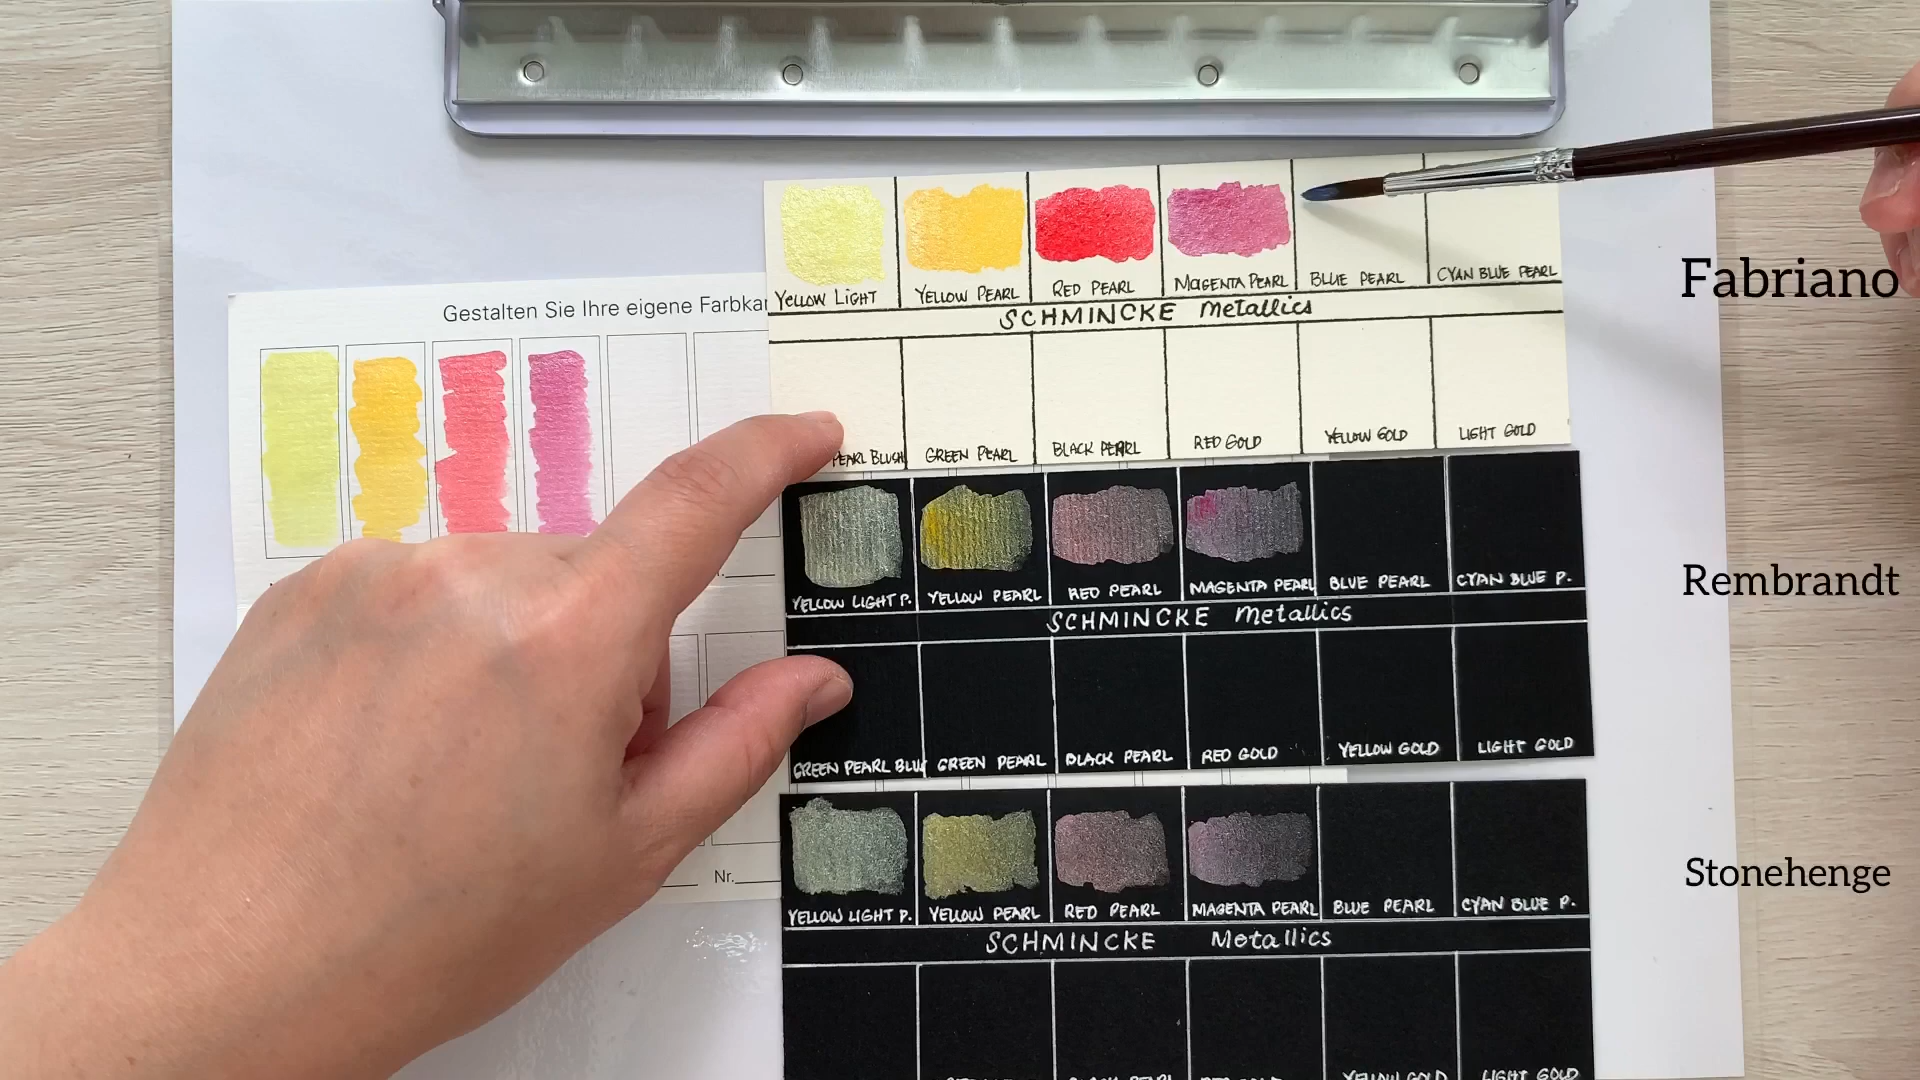 Gestalten Sie Ihre eigene Farbka
Nr.
YELLOW LIGHT
YELLOW PEARL
RED PEARL
MAGENTA PEARL
BLUE PEARL
CYAN BLUE PEARL
SCHMINCKE Metallics
PEARL BLUSH
GREEN PEARL
BLACK PEARL
RED GOLD
YELLOW GOLD
LIGHT GOLD
Fabriano
YELLOW LIGHT P.
YELLOW PEARL
RED PEARL
MAGENTA PEARL
BLUE PEARL
CYAN BLUE P.
SCHMINCKE Metallics
GREEN PEARL BLU
GREEN PEARL
BLACK PEARL
RED GOLD
YELLOW GOLD
LIGHT GOLD
Rembrandt
YELLOW LIGHT P.
YELLOW PEARL
RED PEARL
MAGENTA PEARL
BLUE PEARL
CYAN BLUE P.
SCHMINCKE Metallics
YELLOW GOLD
LIGHT GOLD
Stonehenge